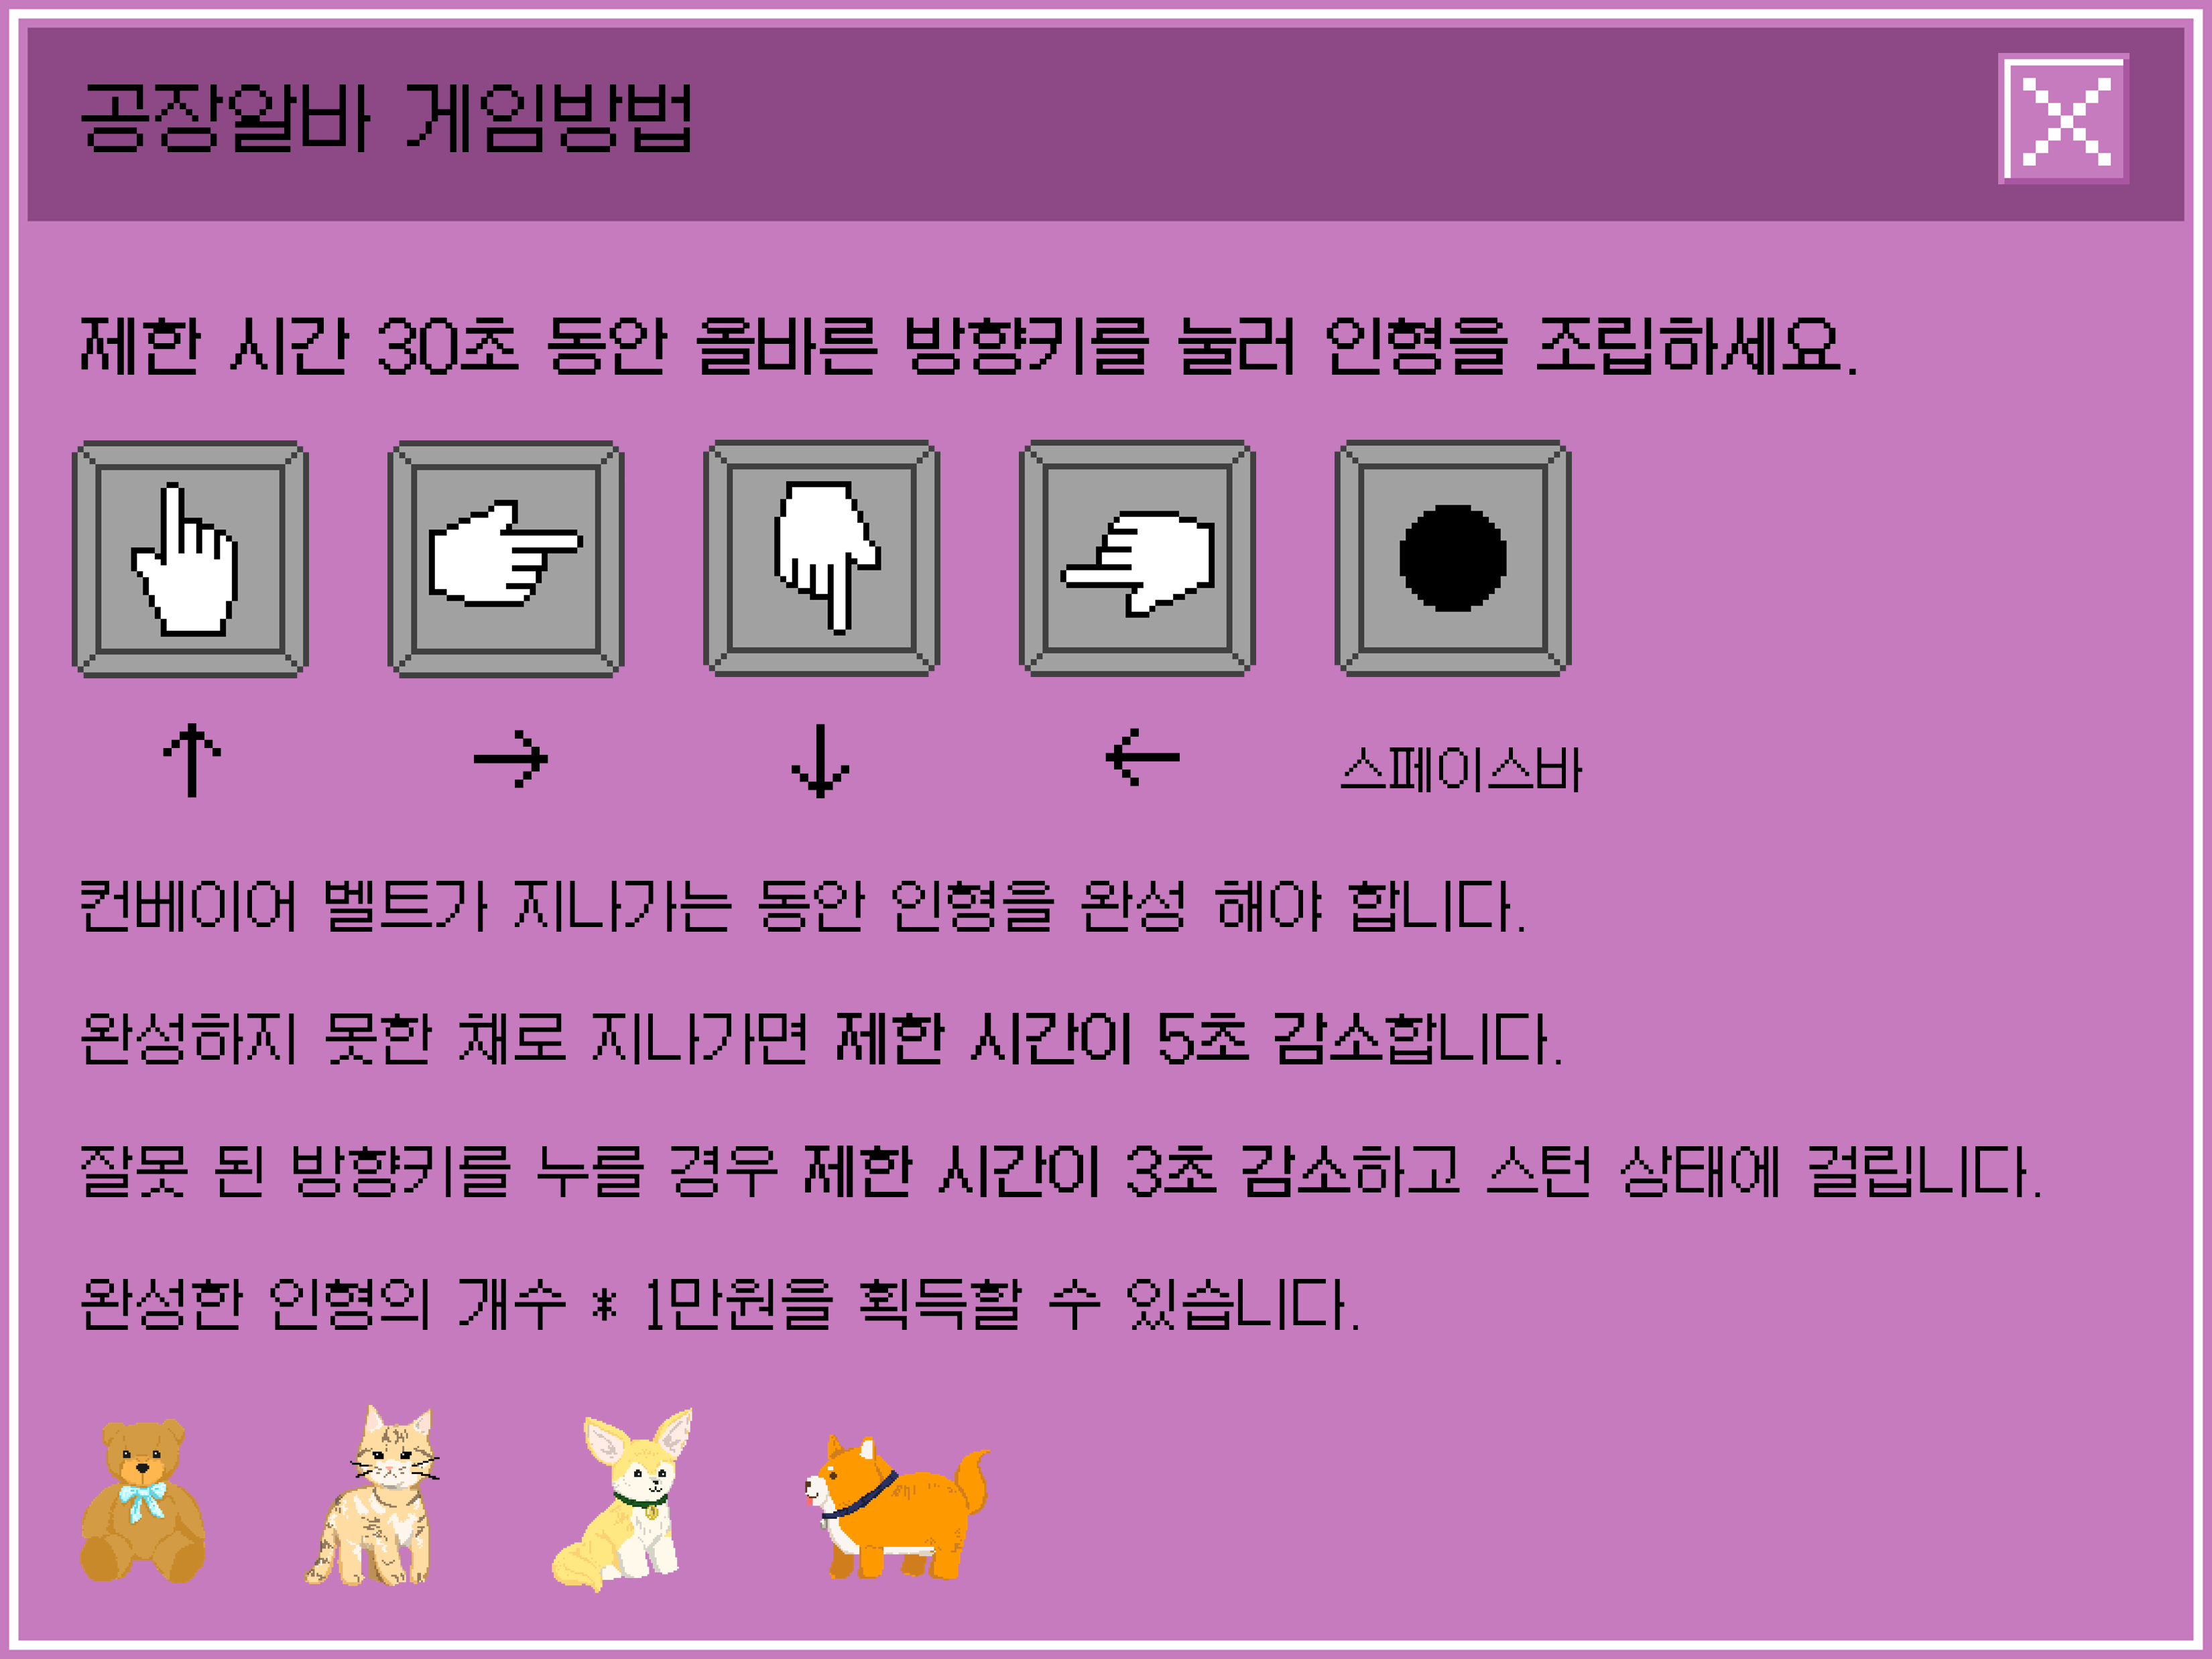 공장알바 게임방법
제한 시간 30초 동안 올바른 방향키를 눌러 인형을 조립하세요.
↑ → ↓ ← 스페이스바
컨베이어 벨트가 지나가는 동안 인형을 완성 해야 합니다.
완성하지 못한 채로 지나가면 제한 시간이 5초 감소합니다.
잘못 된 방향키를 누를 경우 제한 시간이 3초 감소하고 스턴 상태에 걸립니다.
완성한 인형의 개수 * 1만원을 획득할 수 있습니다.